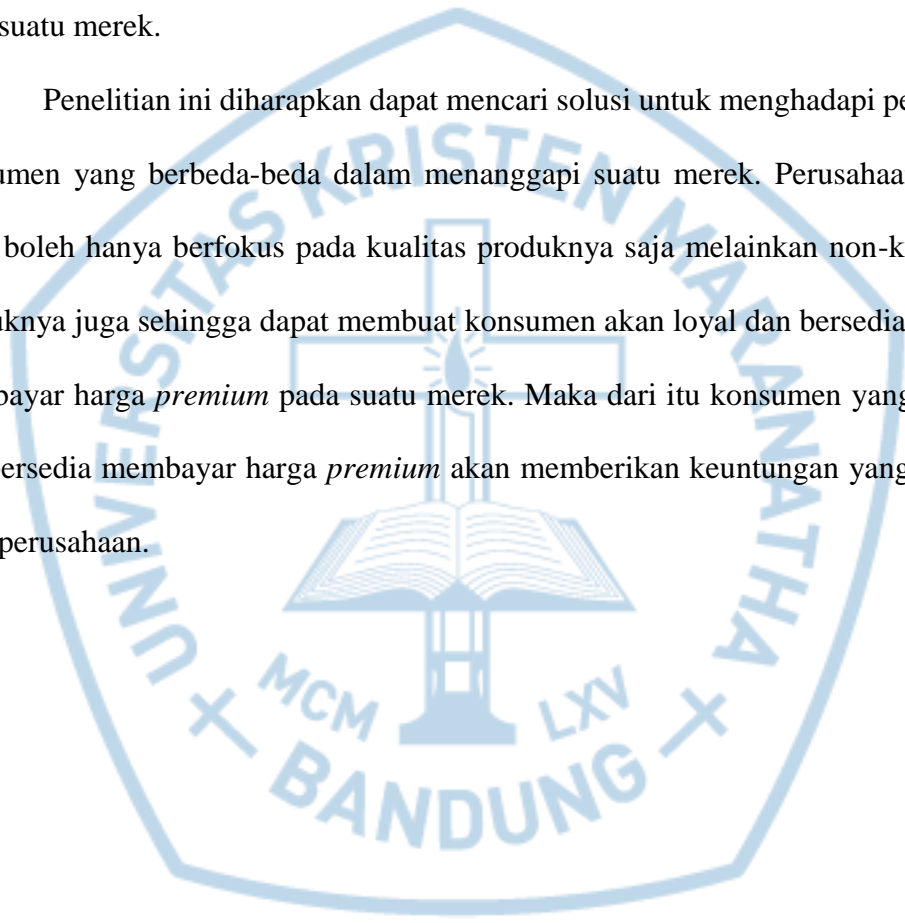 suatu merek.
Penelitian ini diharapkan dapat mencari solusi untuk menghadapi pe
umen yang berbeda-beda dalam menanggapi suatu merek. Perusahaa
boleh hanya berfokus pada kualitas produknya saja melainkan non-k
uknya juga sehingga dapat membuat konsumen akan loyal dan bersedia
bayar harga premium pada suatu merek. Maka dari itu konsumen yang
bersedia membayar harga premium akan memberikan keuntungan yang
perusahaan.
UNIVERSITAS KRISTEN MARANATHA
MCM LXV
+ BANDUNG +